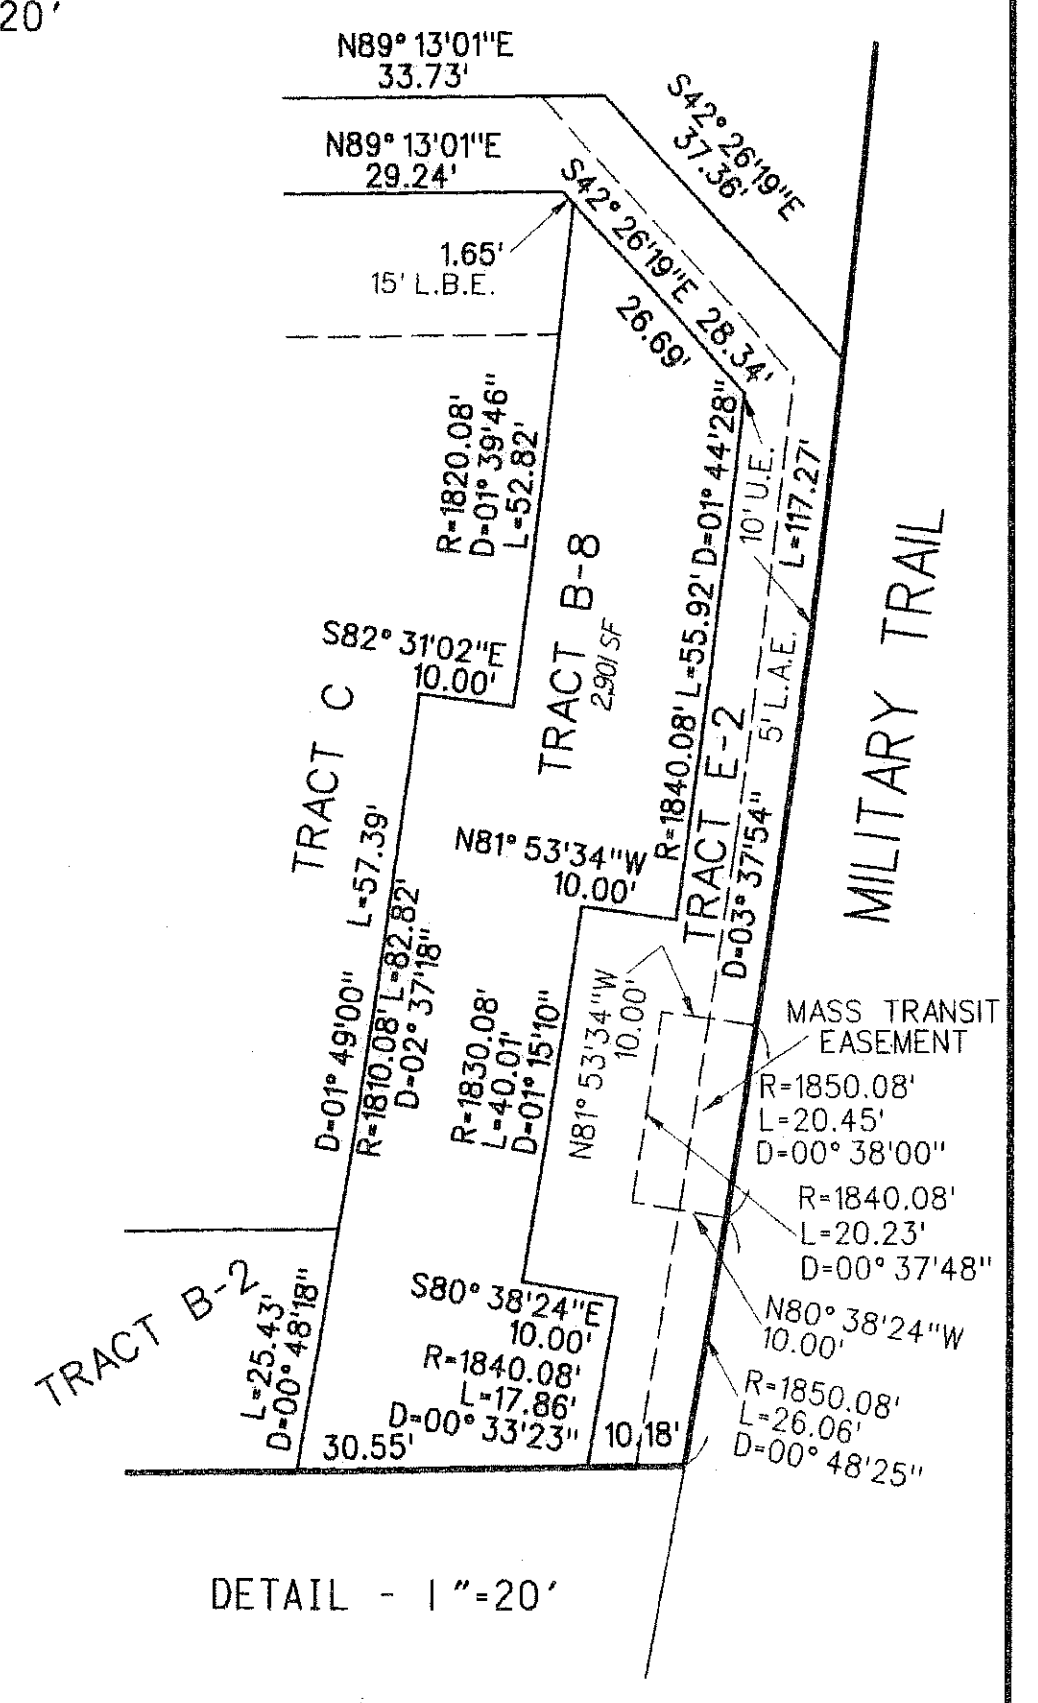 20'
N89° 13'01"E
33.73'
S42° 26'19"E
37.36'
N89° 13'01"E
29.24'
S42° 26'19"E 28.34'
26.69'
1.65'
15' L.B.E.
R=1820.08'
D=01° 39'46"
L=52.82'
R=1840.08' L=55.92' D=01° 44'28"
10' U.E.
L=117.27'
TRACT B-8
2,901 SF
S82° 31'02"E
10.00'
TRACT C
5' L.A.E.
MILITARY TRAIL
TRACT E-2
D=03° 37'54"
N81° 53'34"W
10.00'
L=57.39'
D=01° 49'00"
R=1810.08' L=82.82'
D=02° 37'18"
R=1830.08'
L=40.01'
D=01° 15'10"
N81° 53'34"W
10.00'
MASS TRANSIT
EASEMENT
R=1850.08'
L=20.45'
D=00° 38'00"
R=1840.08'
L=20.23'
D=00° 37'48"
N80° 38'24"W
10.00'
TRACT B-2
L=25.43'
D=00° 48'18"
S80° 38'24"E
10.00'
R=1840.08'
L=17.86'
D=00° 33'23"
R=1850.08'
L=26.06'
D=00° 48'25"
30.55'
10.18'
DETAIL - 1"=20'